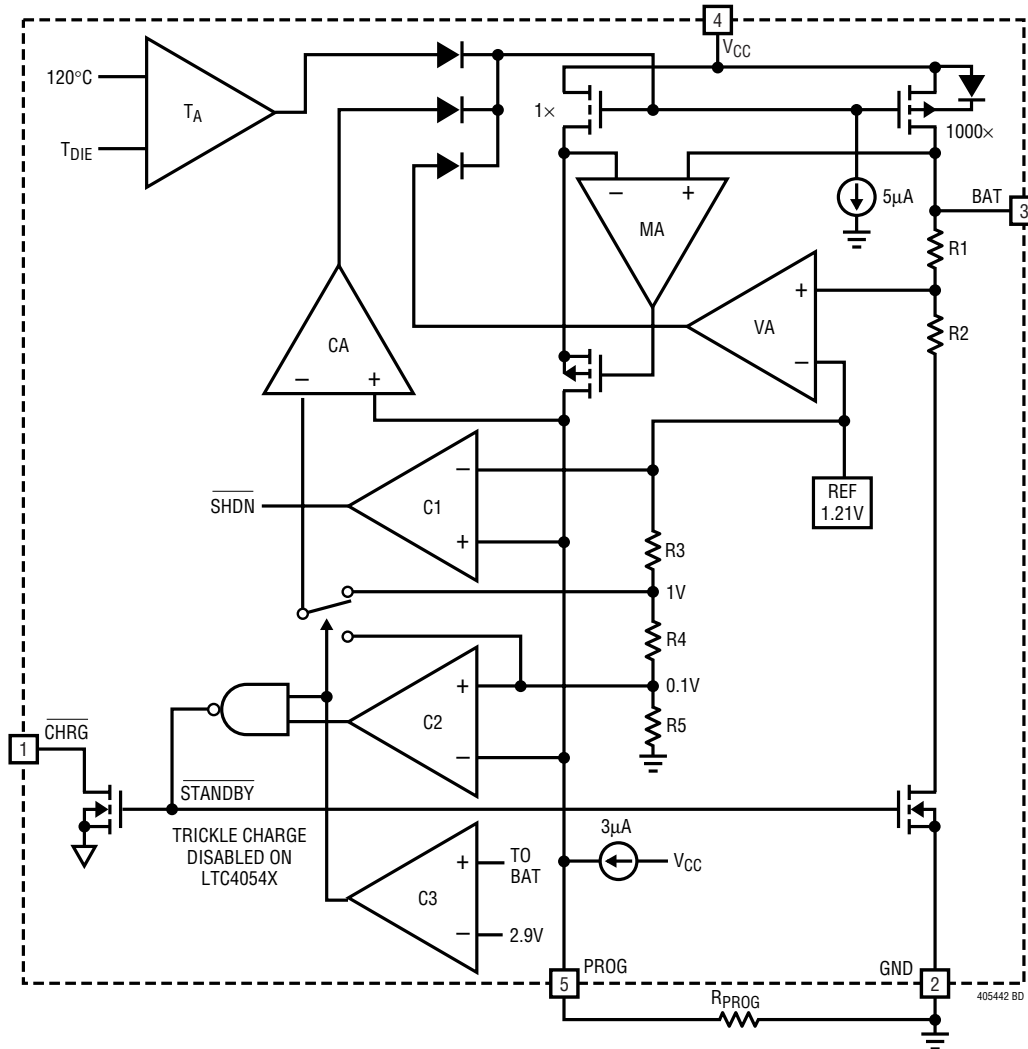 4
VCC
120°C
TA
TDIE
1×
1000×
– +
MA
5µA
BAT
3
R1
+
VA
–
R2
CA
– +
REF
1.21V
–
C1
+
SHDN
R3
1V
R4
+
C2
–
0.1V
R5
CHRG
1
STANDBY
TRICKLE CHARGE
DISABLED ON
LTC4054X
3µA
VCC
+
C3
–
TO
BAT
2.9V
PROG
5
GND
2
RPROG
405442 BD